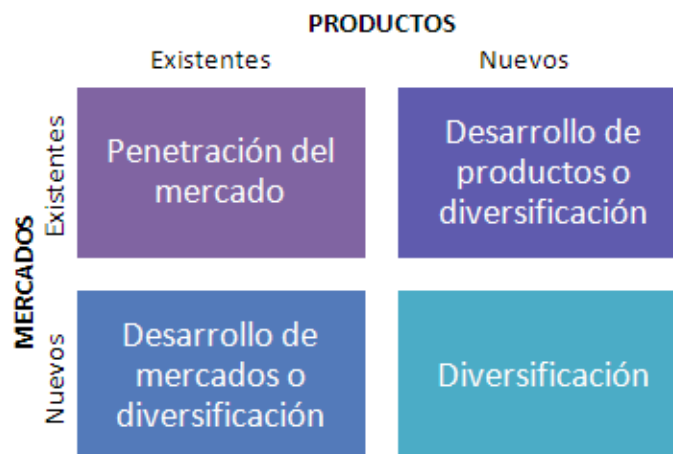 PRODUCTOS
Existentes
Nuevos
MERCADOS
Existentes
Penetración del
mercado
Desarrollo de
productos o
diversificación
Nuevos
Desarrollo de
mercados o
diversificación
Diversificación